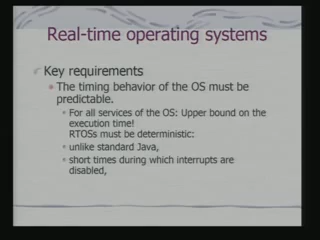 Real-time operating systems
Key requirements
The timing behavior of the OS must be
predictable.
For all services of the OS: Upper bound on the
execution time!
RTOSs must be deterministic:
unlike standard Java,
short times during which interrupts are
disabled,